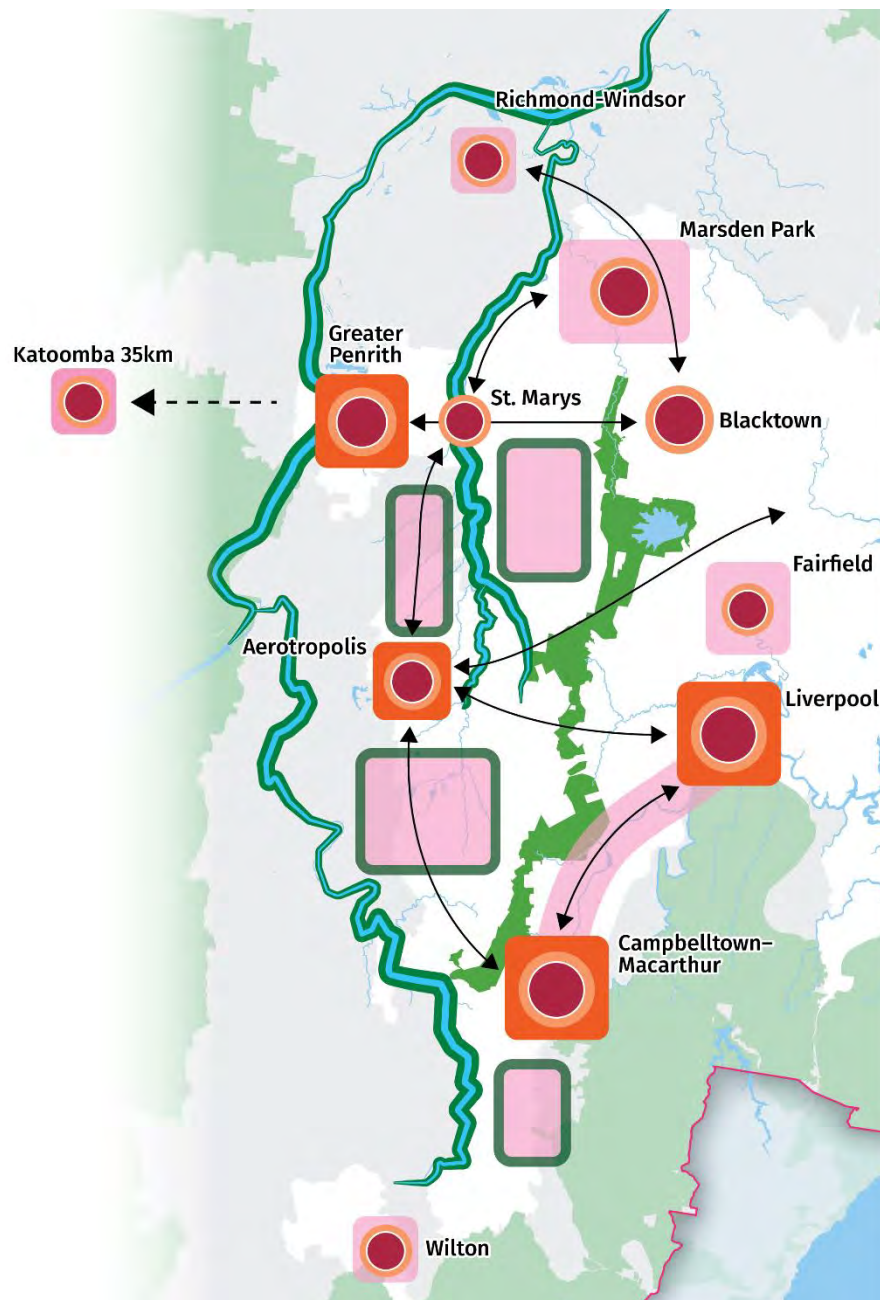 Richmond-Windsor
Marsden Park
Greater
Penrith
Katoomba 35km
St. Marys
Blacktown
Fairfield
Aerotropolis
Liverpool
Campbelltown–
Macarthur
Wilton